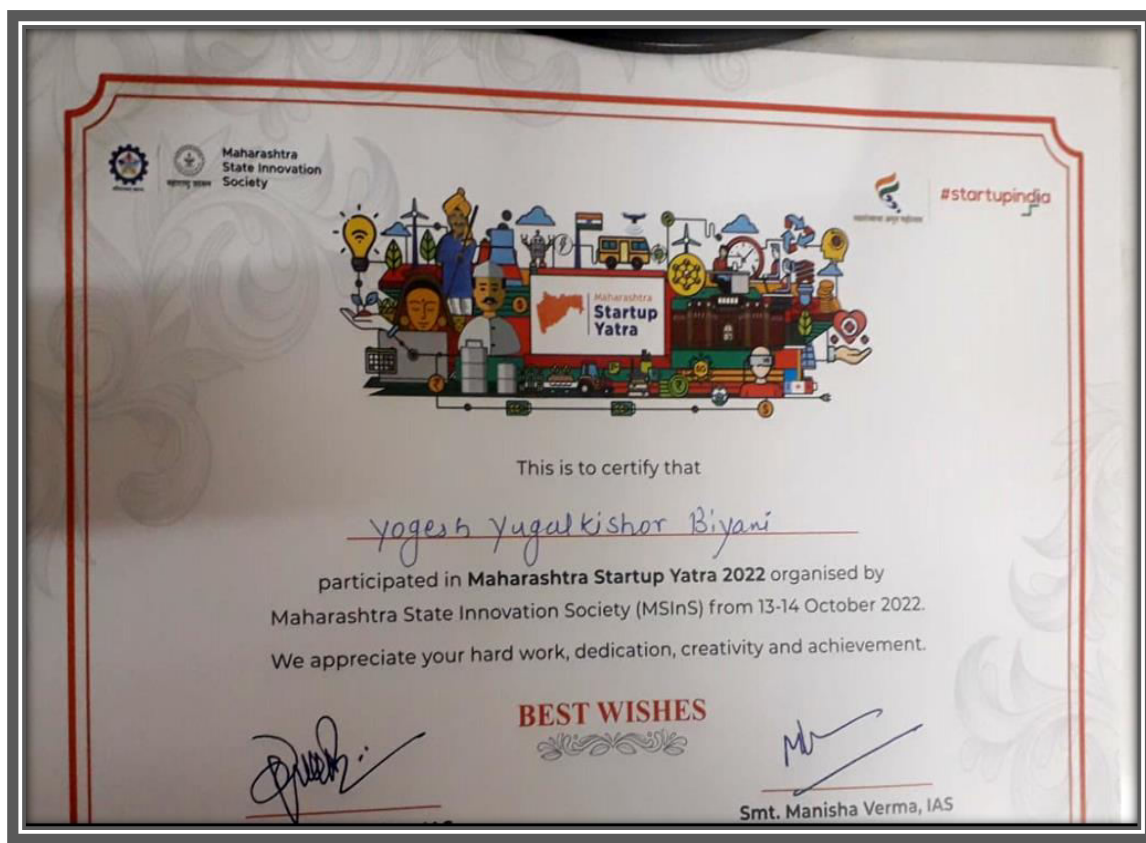 Maharashtra
State Innovation
Society
महाराष्ट्र शासन
#startupindia
Maharashtra
Startup
Yatra
This is to certify that
Yogesh Yugalkishor Biyani
participated in Maharashtra Startup Yatra 2022 organised by
Maharashtra State Innovation Society (MSInS) from 13-14 October 2022.
We appreciate your hard work, dedication, creativity and achievement.
BEST WISHES
Smt. Manisha Verma, IAS